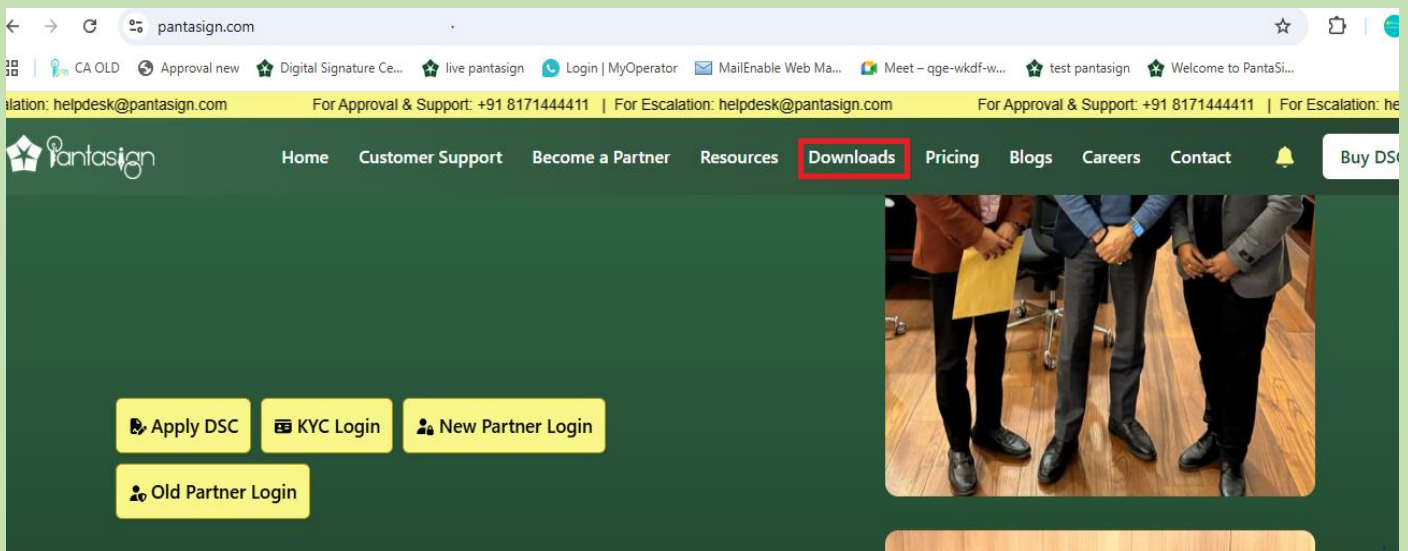 pantasign.com
CA OLD Approval new Digital Signature Ce... live pantasign Login | MyOperator MailEnable Web Ma... Meet – qge-wkdf-w... test pantasign Welcome to PantaSi...
alation: helpdesk@pantasign.com For Approval & Support: +91 8171444411 | For Escalation: helpdesk@pantasign.com For Approval & Support: +91 8171444411 | For Escalation: he
Pantasign Home Customer Support Become a Partner Resources Downloads Pricing Blogs Careers Contact Buy DSC
Apply DSC KYC Login New Partner Login
Old Partner Login